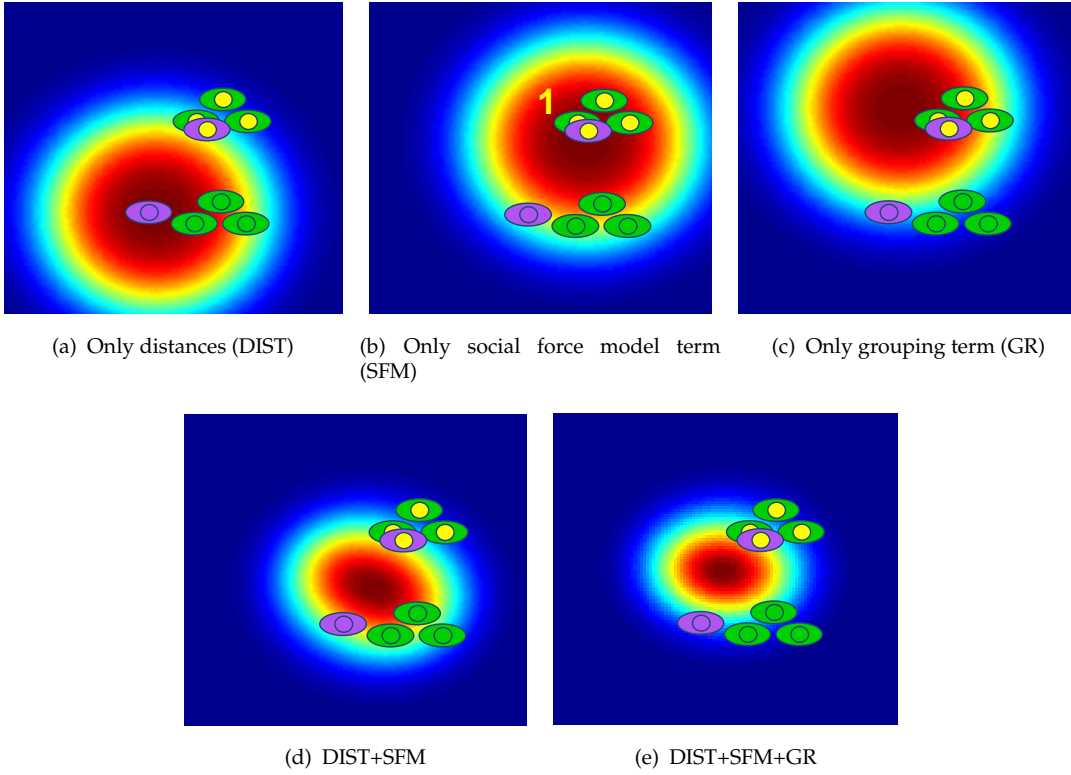 1
(a) Only distances (DIST)
(b) Only social force model term
(SFM)
(c) Only grouping term (GR)
(d) DIST+SFM
(e) DIST+SFM+GR